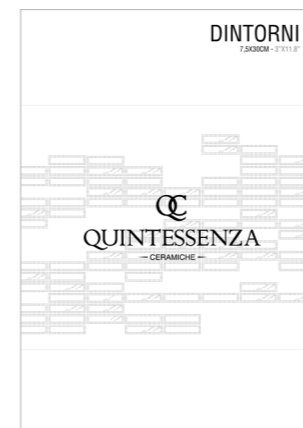 DINTORNI
7,5X30CM - 3"X11.8"
QC
QUINTESSENZA
CERAMICHE